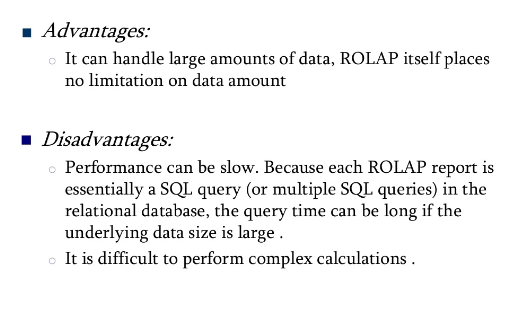 Advantages:
It can handle large amounts of data, ROLAP itself places
no limitation on data amount
Disadvantages:
Performance can be slow. Because each ROLAP report is
essentially a SQL query (or multiple SQL queries) in the
relational database, the query time can be long if the
underlying data size is large .
It is difficult to perform complex calculations .